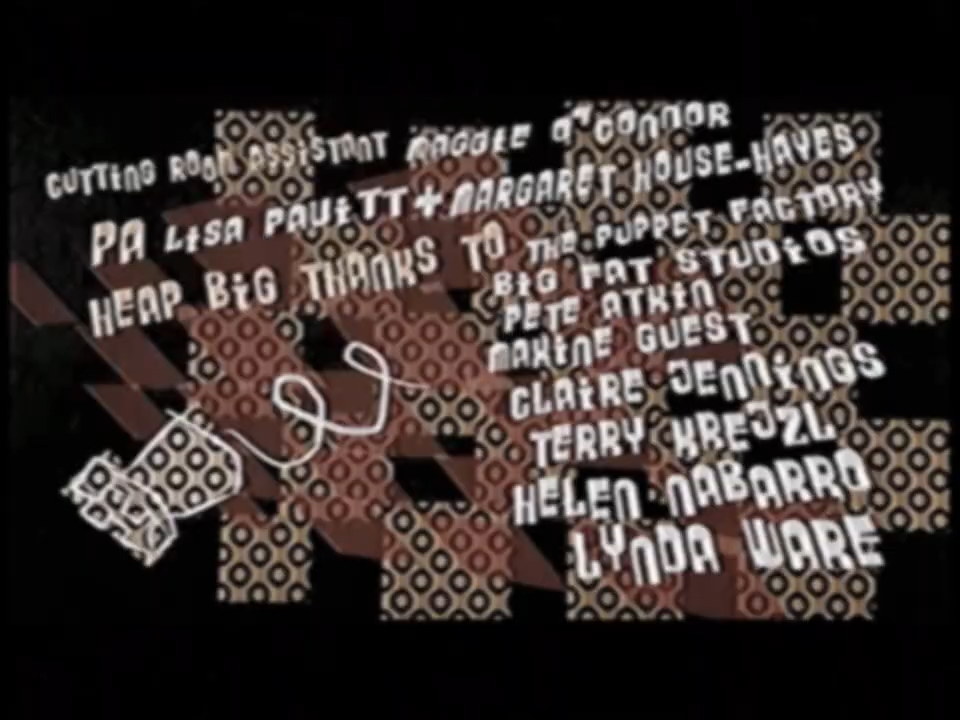 CUTTING ROOM ASSISTANT MAGGIE O'CONNOR
PA LISA PAVITT + MARGARET HOUSE-HAYES
HEAP BIG THANKS TO THE PUPPET FACTORY
BIG FAT STUDIOS
PETE ATKIN
MAXINE GUEST
CLAIRE JENNINGS
TERRY KREJZL
HELEN NABARRO
LYNDA WARE